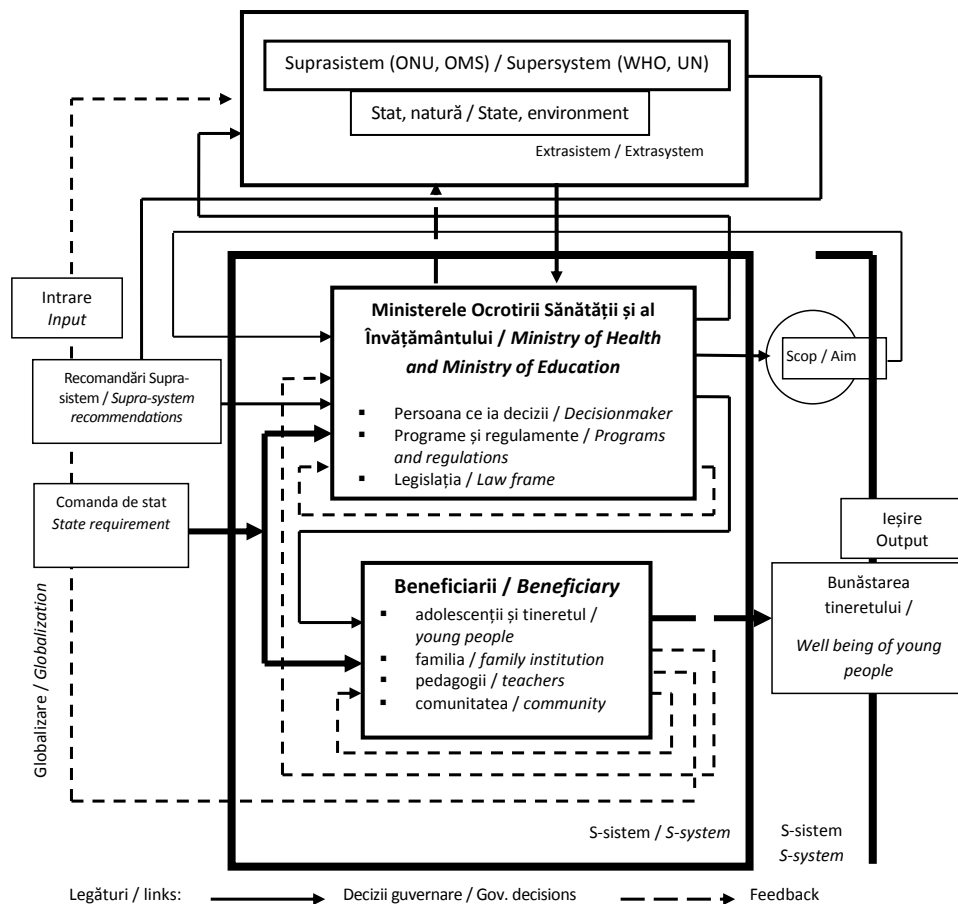 Suprasistem (ONU, OMS) / Supersystem (WHO, UN)
Stat, natură / State, environment
Extrasistem / Extrasystem
Intrare
Input
Ministerele Ocrotirii Sănătății și al
Învățământului / Ministry of Health
and Ministry of Education
▪ Persoana ce ia decizii / Decisionmaker
▪ Programe și regulamente / Programs
and regulations
▪ Legislația / Law frame
Scop / Aim
Recomandări Supra-
sistem / Supra-system
recommendations
Comanda de stat
State requirement
Ieșire
Output
Beneficiarii / Beneficiary
▪ adolescenții și tineretul /
young people
▪ familia / family institution
▪ pedagogii / teachers
▪ comunitatea / community
Bunăstarea
tineretului /
Well being of young
people
Globalizare / Globalization
S-sistem / S-system
S-sistem
S-system
Legături / links:
Decizii guvernare / Gov. decisions
Feedback